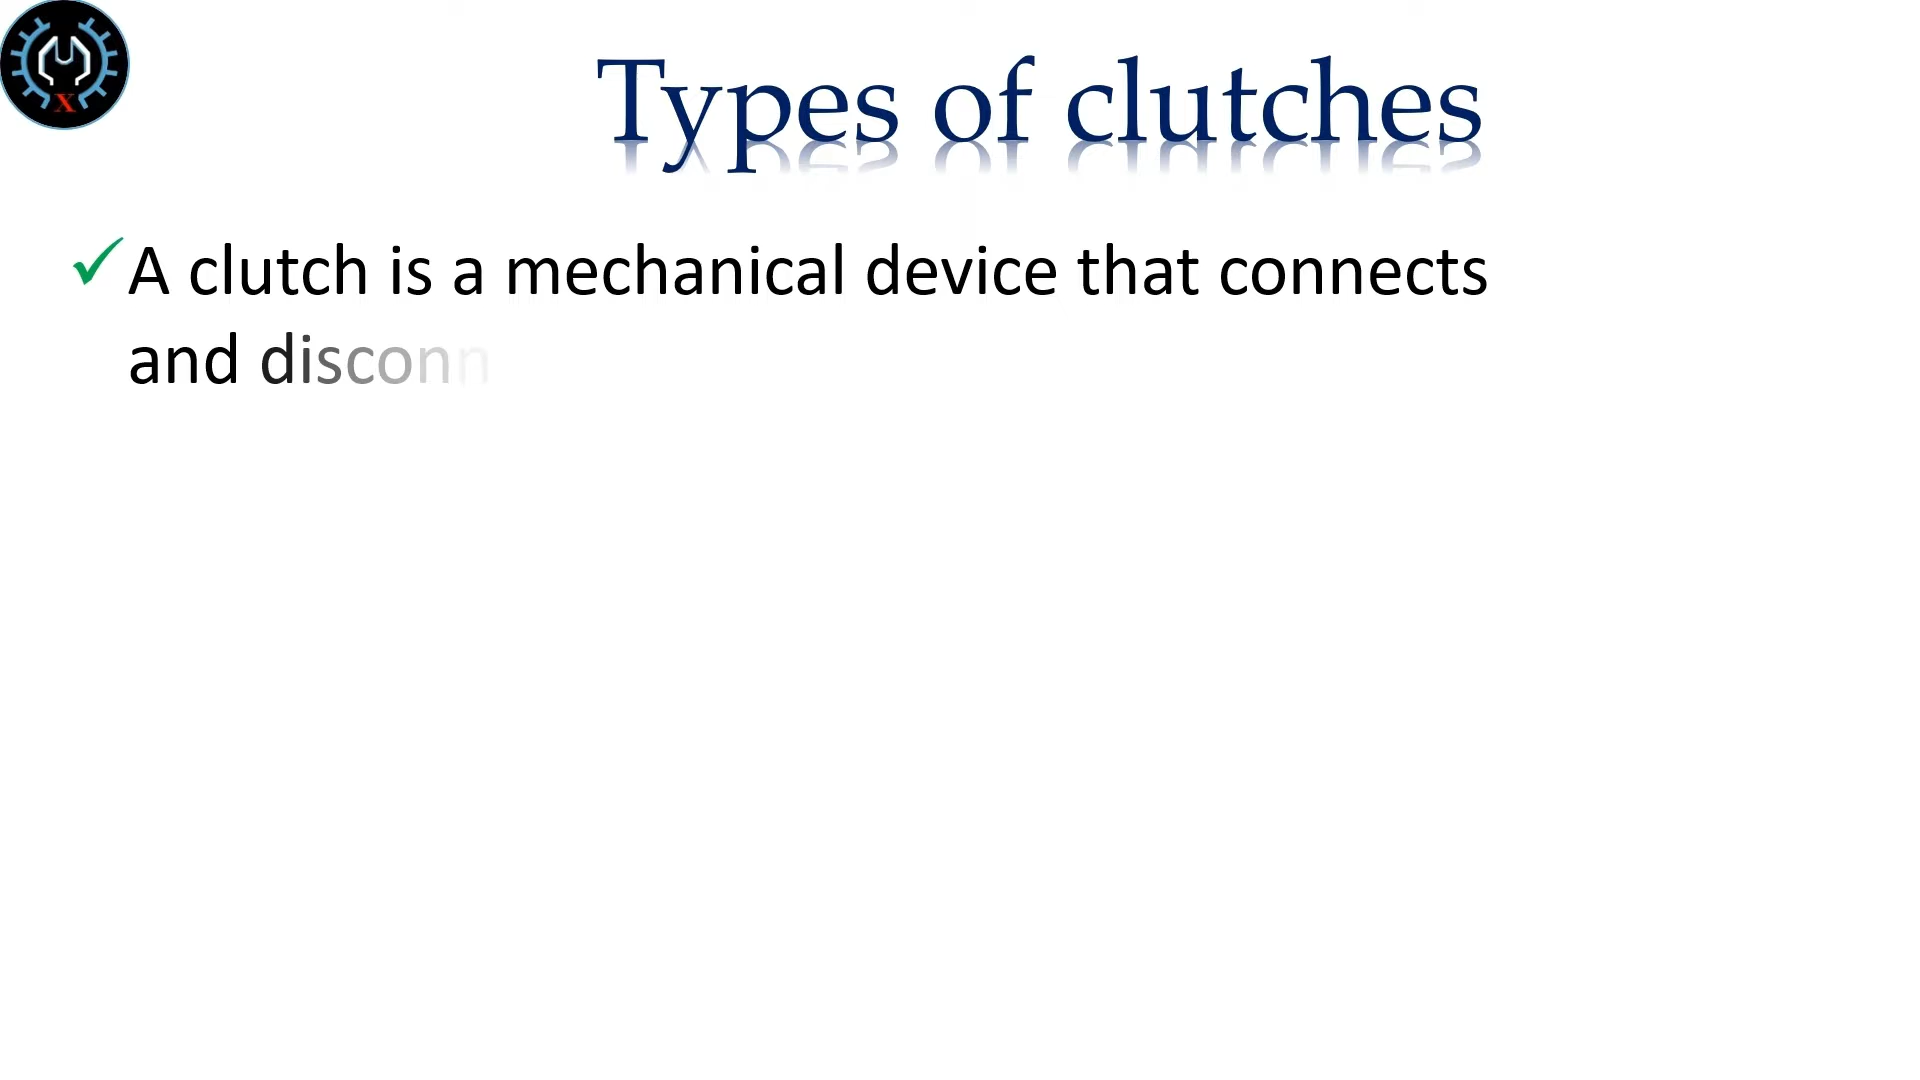 X
Types of clutches
✓A clutch is a mechanical device that connects
and disconn